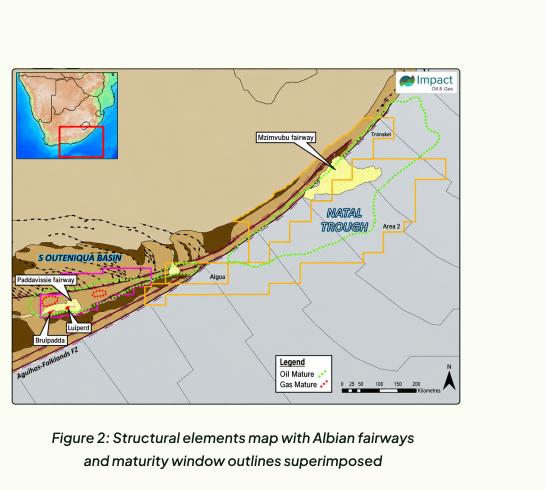 Impact
Oil & Gas
Mzimvubu fairway
Transkei
NATAL
TROUGH
Area 2
S OUTENIQUA BASIN
Algoa
Paddavissie fairway
Luiperd
Brulpadda
Agulhas-Falklands FZ
Legend
Oil Mature
Gas Mature
N
0 25 50 100 150 200
Kilometres
Figure 2: Structural elements map with Albian fairways
and maturity window outlines superimposed